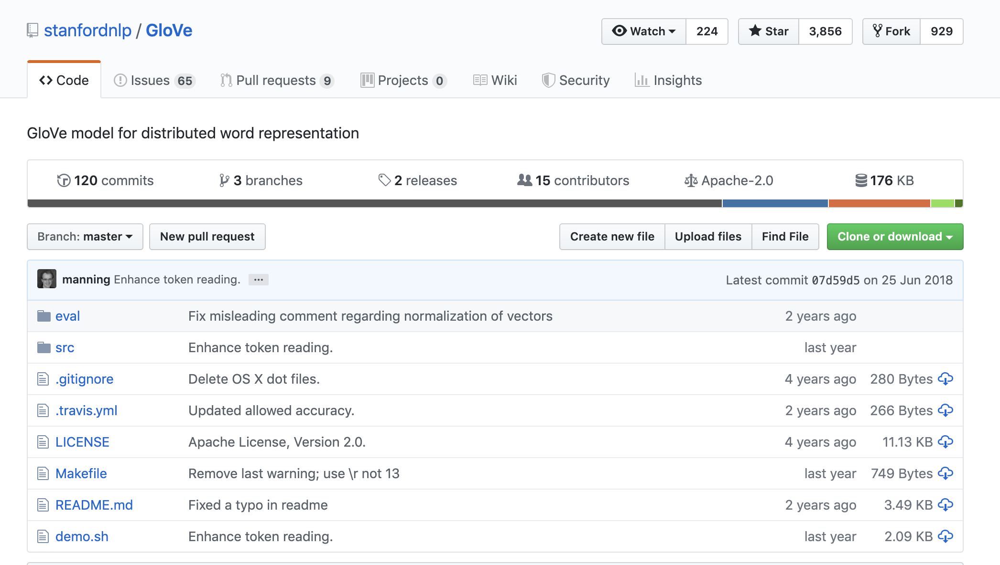 stanfordnlp / GloVe
Watch 224 Star 3,856 Fork 929
Code Issues 65 Pull requests 9 Projects 0 Wiki Security Insights
GloVe model for distributed word representation
120 commits 3 branches 2 releases 15 contributors Apache-2.0 176 KB
Branch: master New pull request Create new file Upload files Find File Clone or download
manning Enhance token reading. ... Latest commit 07d59d5 on 25 Jun 2018
eval Fix misleading comment regarding normalization of vectors 2 years ago
src Enhance token reading. last year
.gitignore Delete OS X dot files. 4 years ago 280 Bytes
.travis.yml Updated allowed accuracy. 2 years ago 266 Bytes
LICENSE Apache License, Version 2.0. 4 years ago 11.13 KB
Makefile Remove last warning; use \r not 13 last year 749 Bytes
README.md Fixed a typo in readme 2 years ago 3.49 KB
demo.sh Enhance token reading. last year 2.09 KB